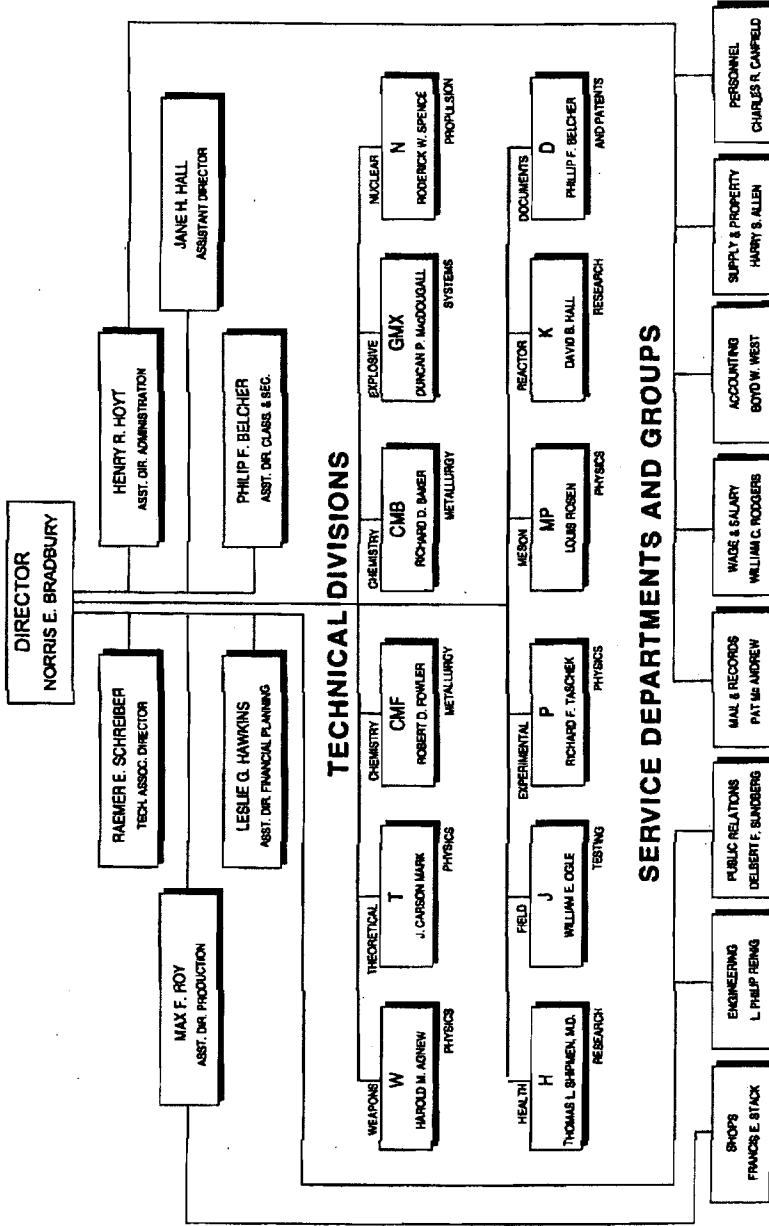 DIRECTOR
NORRIS E. BRADBURY
RAEMER E. SCHREIBER
TECH. ASSOC. DIRECTOR
HENRY R. HOYT
ASST. DIR. ADMINISTRATION
MAX F. ROY
ASST. DIR. PRODUCTION
JANE H. HALL
ASSISTANT DIRECTOR
LESLIE G. HAWKINS
ASST. DIR. FINANCIAL PLANNING
PHILIP F. BELCHER
ASST. DIR. CLASS. & SEC.
TECHNICAL DIVISIONS
WEAPONS
W
HAROLD M. AGNEW
PHYSICS
THEORETICAL
T
J. CARSON MARK
PHYSICS
CHEMISTRY
CMF
ROBERT D. FOWLER
METALLURGY
CHEMISTRY
CMB
RICHARD D. BAKER
METALLURGY
EXPLOSIVE
GMX
DUNCAN P. MacDOUGALL
SYSTEMS
NUCLEAR
N
RODERICK W. SPENCE
PROPULSION
HEALTH
H
THOMAS L. SHIPMEN, M.D.
RESEARCH
FIELD
J
WILLIAM E. OGLE
TESTING
EXPERIMENTAL
P
RICHARD F. TASCHEK
PHYSICS
MESON
MP
LOUIS ROSEN
PHYSICS
REACTOR
K
DAVID B. HALL
RESEARCH
DOCUMENTS
D
PHILLIP F. BELCHER
AND PATENTS
SERVICE DEPARTMENTS AND GROUPS
SHOPS
FRANCIS E. STACK
ENGINEERING
L. PHILIP REINIG
PUBLIC RELATIONS
DELBERT F. SUNDBERG
MAIL & RECORDS
PAT Mc ANDREW
WAGE & SALARY
WILLIAM C. RODGERS
ACCOUNTING
BOYD W. WEST
SUPPLY & PROPERTY
HARRY S. ALLEN
PERSONNEL
CHARLES R. CANFIELD